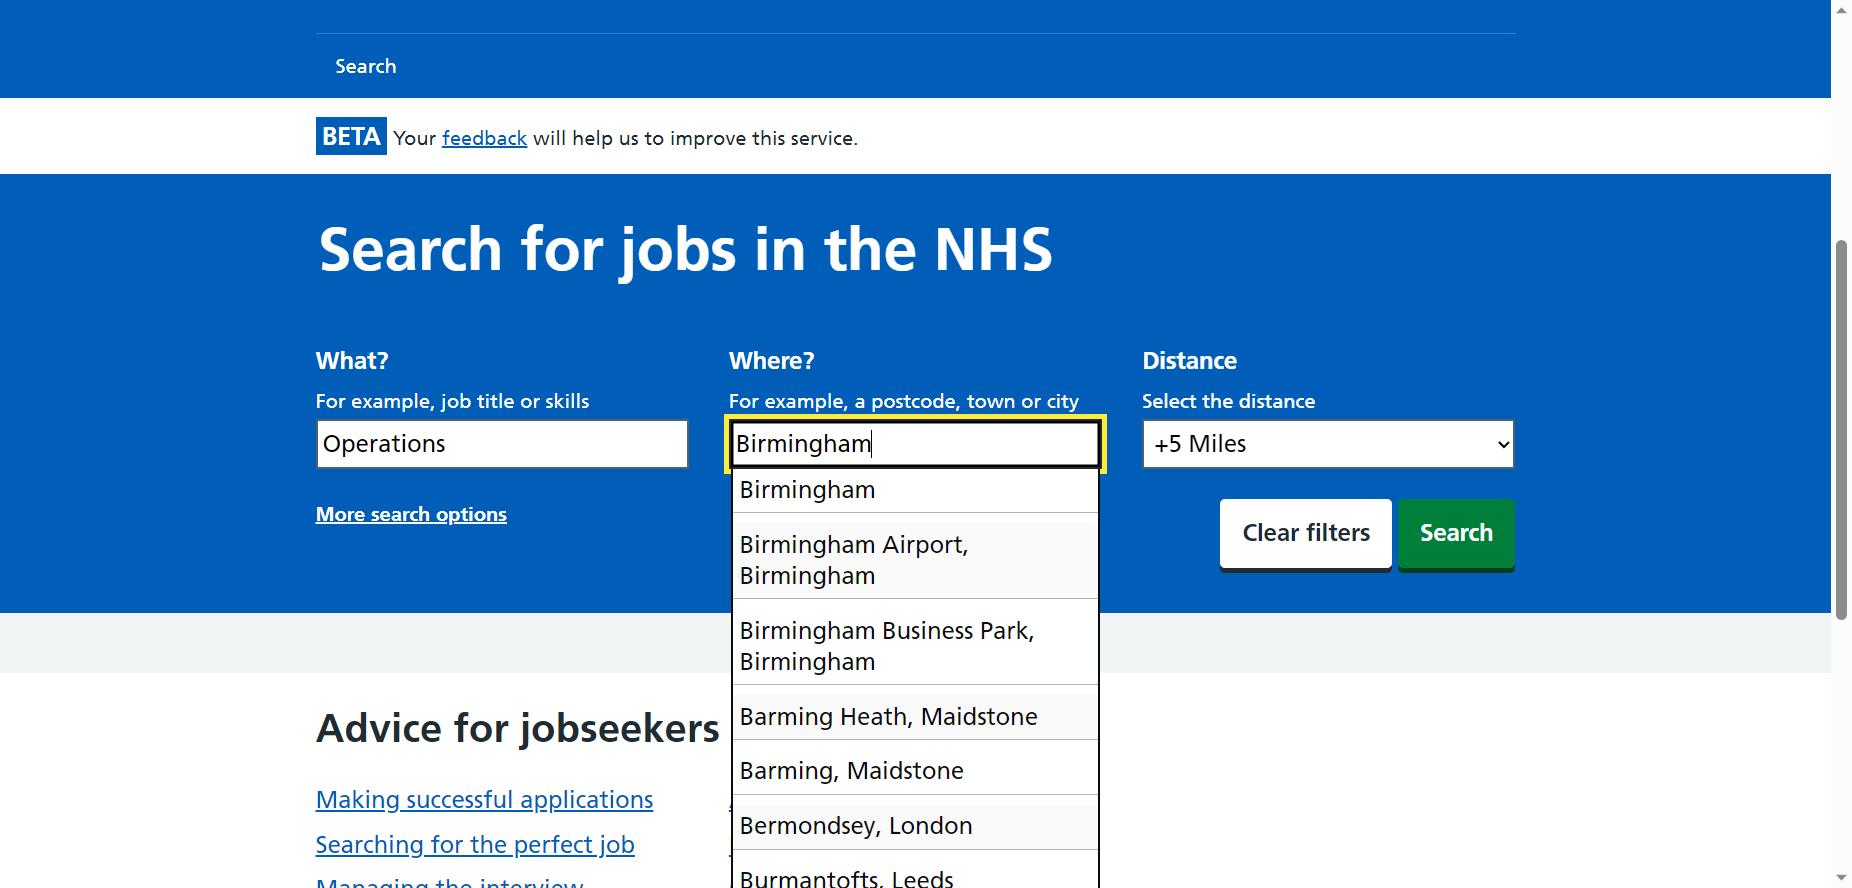 Search
BETA Your feedback will help us to improve this service.
Search for jobs in the NHS
What?
For example, job title or skills
Operations
More search options
Where?
For example, a postcode, town or city
Birmingham
Birmingham
Birmingham Airport,
Birmingham
Birmingham Business Park,
Birmingham
Barming Heath, Maidstone
Barming, Maidstone
Bermondsey, London
Burmantofts, Leeds
Distance
Select the distance
+5 Miles
Clear filters
Search
Advice for jobseekers
Making successful applications
Searching for the perfect job
Managing the interview